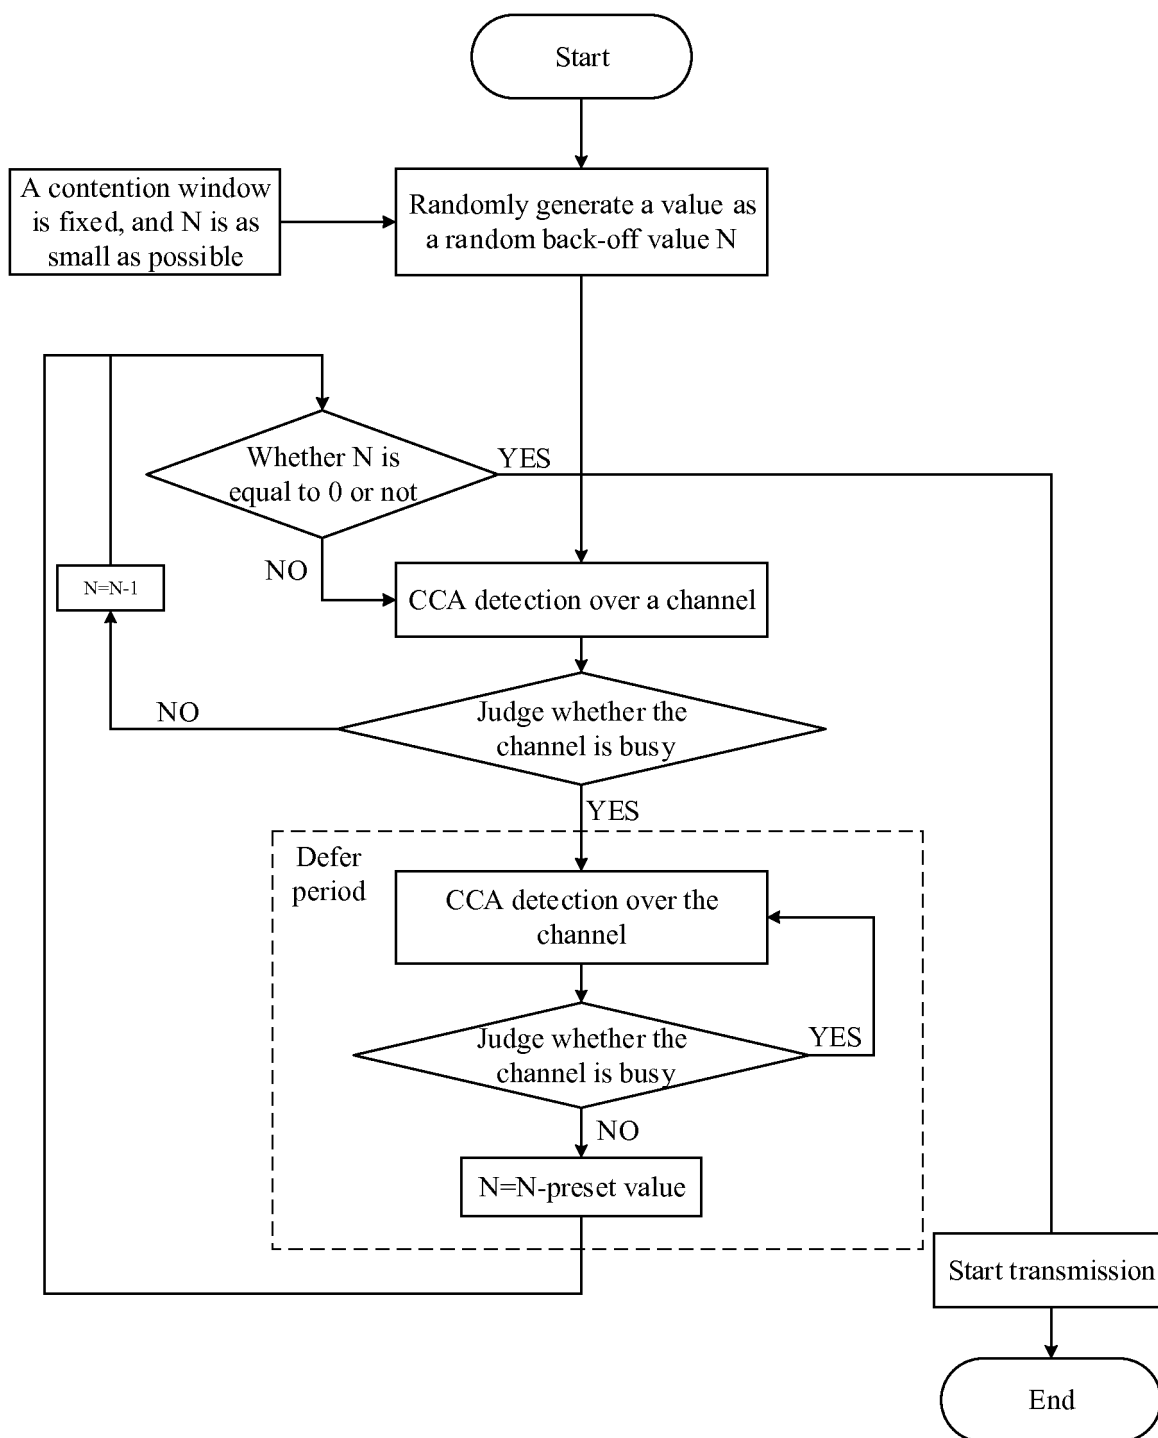 Start
A contention window
is fixed, and N is as
small as possible
Randomly generate a value as
a random back-off value N
Whether N is
equal to 0 or not
YES
NO
N=N-1
CCA detection over a channel
NO
Judge whether the
channel is busy
YES
Defer
period
CCA detection over the
channel
Judge whether the
channel is busy
YES
NO
N=N-preset value
Start transmission
End